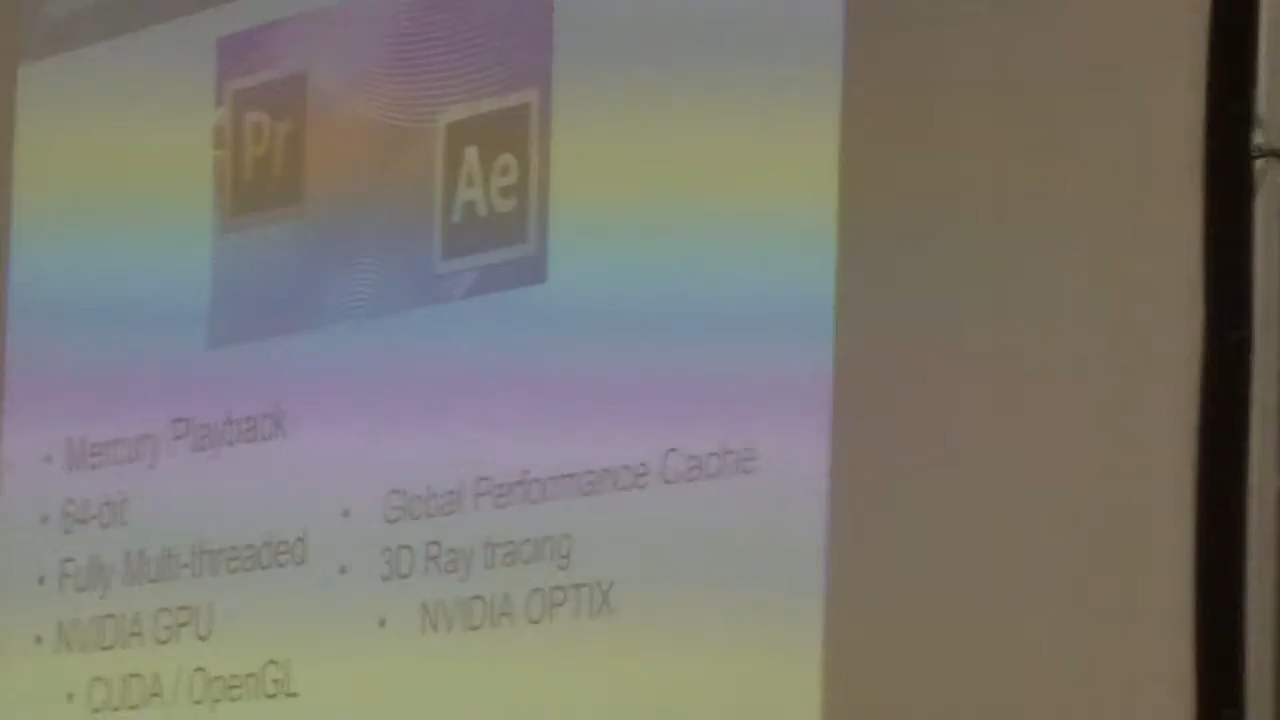 Pr
Ae
• Mercury Playback
• 64-bit
• Fully Multi-threaded
• NVIDIA GPU
• CUDA / OpenGL
• Global Performance Cache
• 3D Ray tracing
• NVIDIA OPTIX